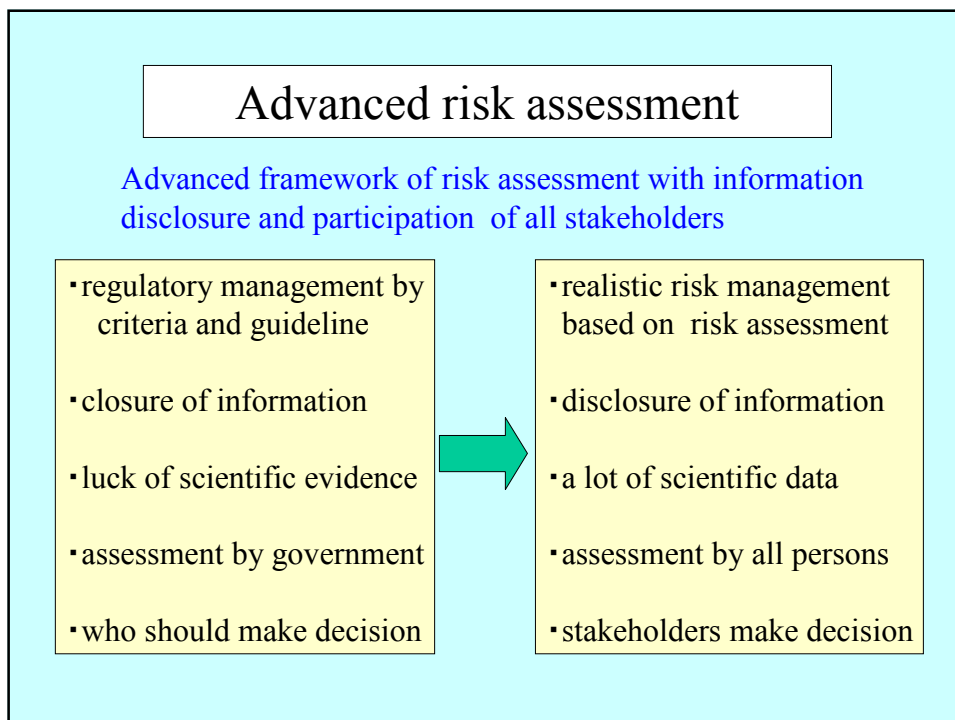 Advanced risk assessment
Advanced framework of risk assessment with information
disclosure and participation of all stakeholders
・regulatory management by
criteria and guideline
・closure of information
・luck of scientific evidence
・assessment by government
・who should make decision
・realistic risk management
based on risk assessment
・disclosure of information
・a lot of scientific data
・assessment by all persons
・stakeholders make decision